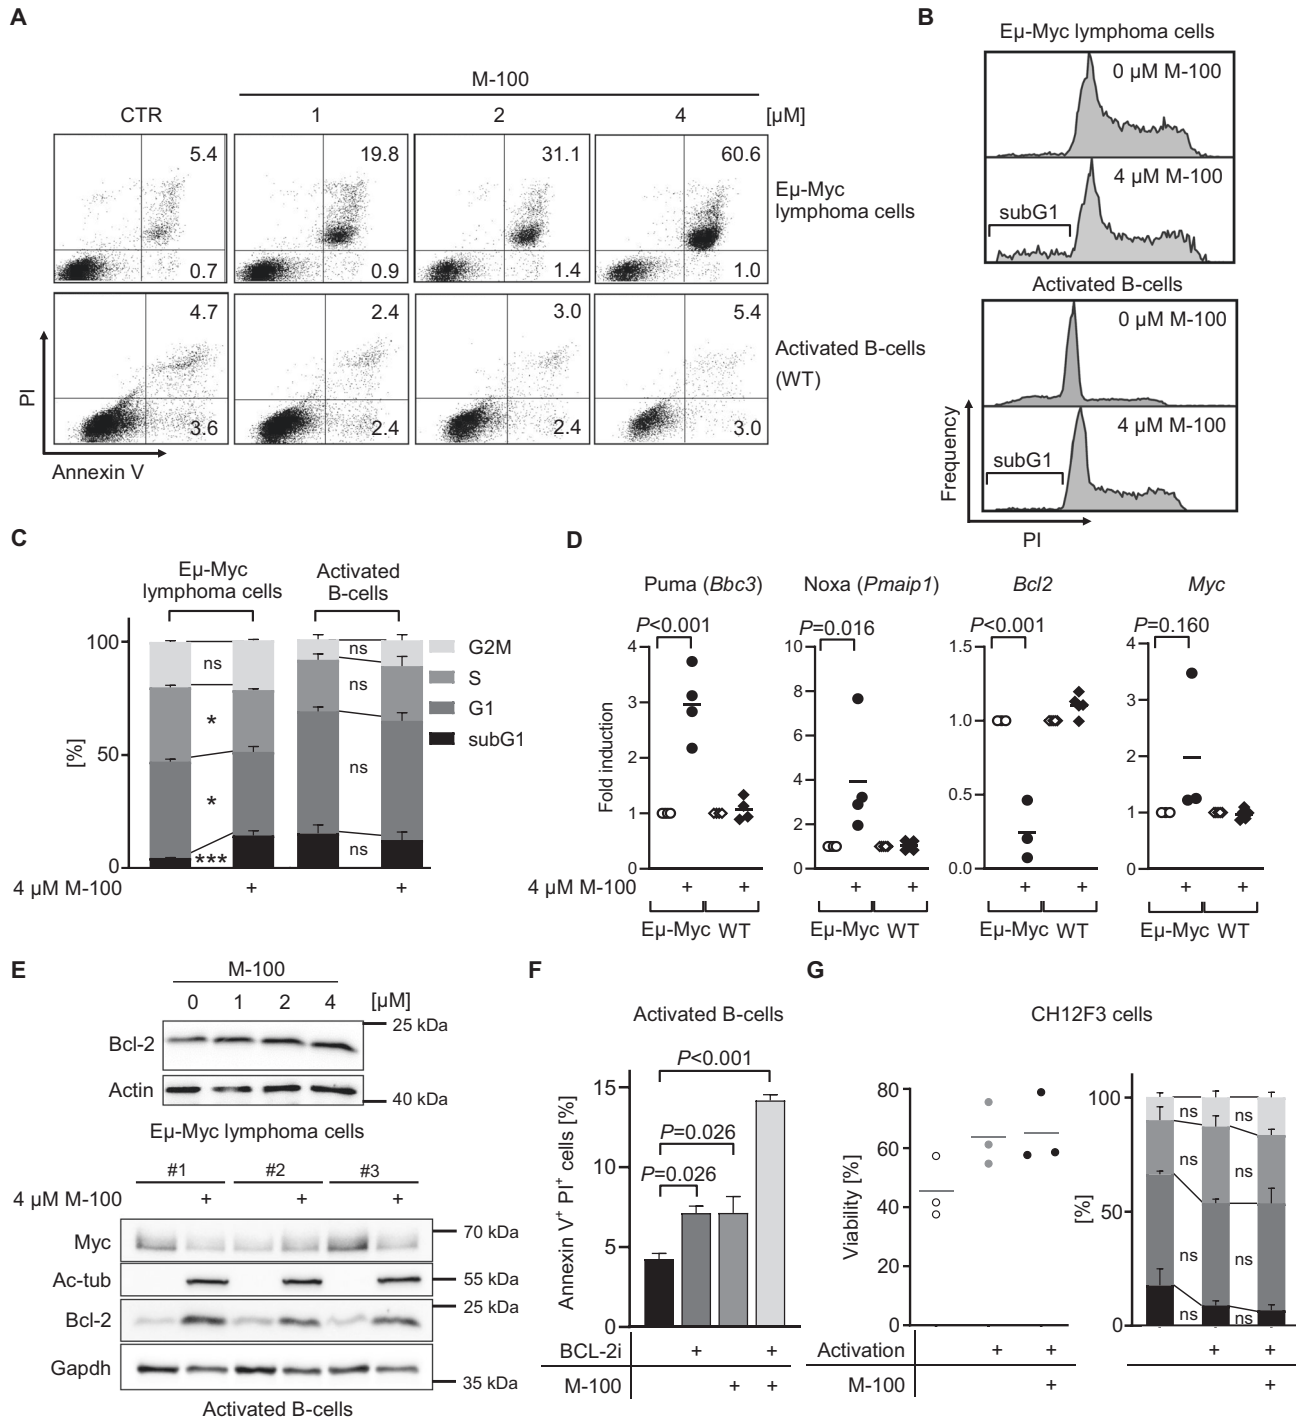 A
M-100
CTR 1 2 4 [µM]
5.4 19.8 31.1 60.6
0.7 0.9 1.4 1.0
Eµ-Myc
lymphoma cells
4.7 2.4 3.0 5.4
3.6 2.4 2.4 3.0
Activated B-cells
(WT)
PI
Annexin V
B
Eµ-Myc lymphoma cells
0 µM M-100
4 µM M-100
subG1
Activated B-cells
0 µM M-100
4 µM M-100
subG1
Frequency
PI
C
Eµ-Myc
lymphoma cells
Activated
B-cells
100
50
0
[%]
ns
*
*
***
ns
ns
ns
ns
G2M
S
G1
subG1
4 µM M-100 + +
D
Puma (Bbc3) Noxa (Pmaip1) Bcl2 Myc
P<0.001 P=0.016 P<0.001 P=0.160
Fold induction
4
3
2
1
0
10
8
6
4
2
0
1.5
1.0
0.5
0.0
4
3
2
1
0
4 µM M-100 + + + + + + + +
Eµ-Myc WT Eµ-Myc WT Eµ-Myc WT Eµ-Myc WT
E
M-100
0 1 2 4 [µM]
Bcl-2
25 kDa
Actin
40 kDa
Eµ-Myc lymphoma cells
#1 #2 #3
4 µM M-100 + + +
Myc
70 kDa
Ac-tub
55 kDa
Bcl-2
25 kDa
Gapdh
35 kDa
Activated B-cells
F
Activated B-cells
P<0.001
P=0.026
P=0.026
Annexin V+ PI+ cells [%]
15
10
5
0
BCL-2i + +
M-100 + +
G
CH12F3 cells
Viability [%]
80
60
40
20
0
[%]
100
50
0
ns ns
ns ns
ns ns
ns ns
Activation + + + +
M-100 + +